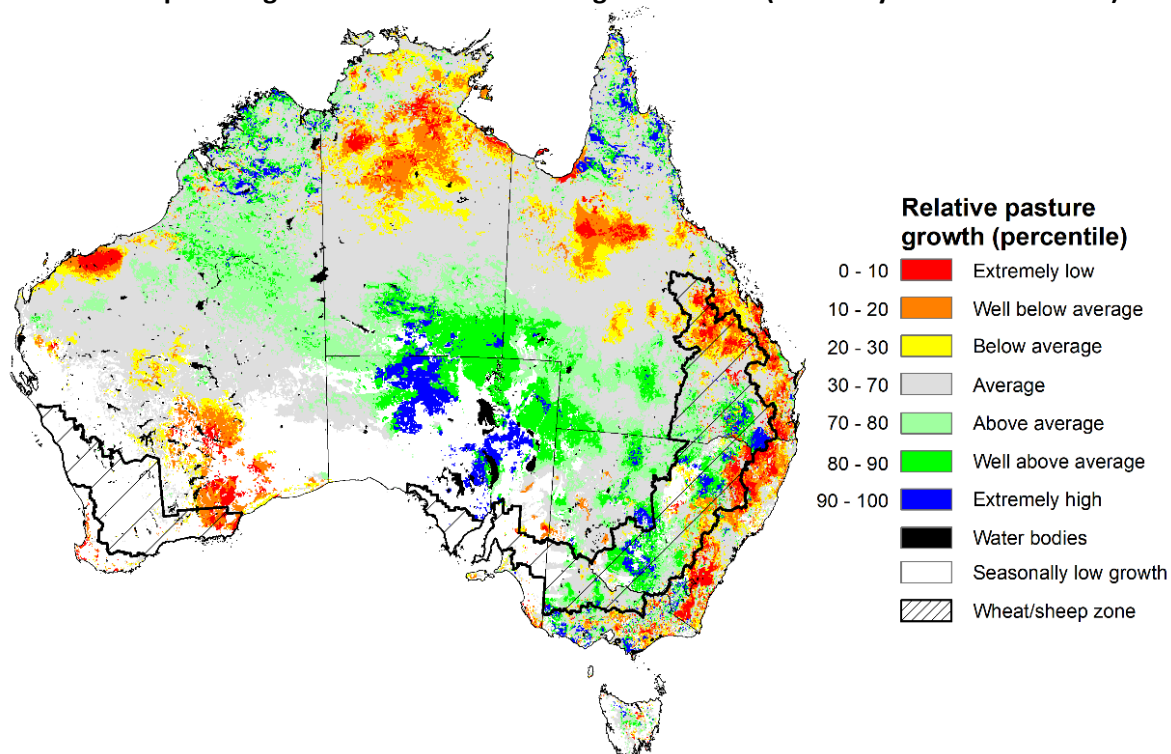 Relative pasture
growth (percentile)
0 - 10 Extremely low
10 - 20 Well below average
20 - 30 Below average
30 - 70 Average
70 - 80 Above average
80 - 90 Well above average
90 - 100 Extremely high
Water bodies
Seasonally low growth
Wheat/sheep zone